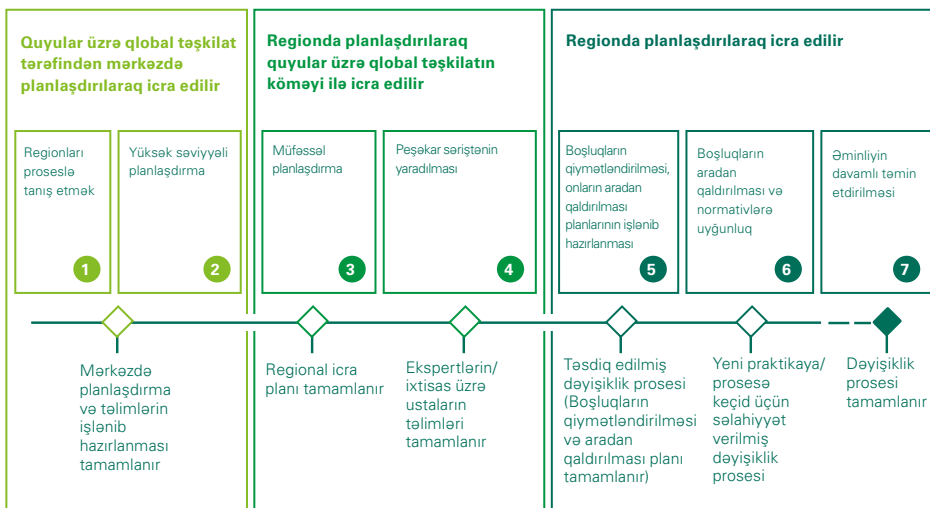 Quyular üzrə qlobal təşkilat
tərəfindən mərkəzdə
planlaşdırılaraq icra edilir
Regionları
proseslə
tanış etmək
1
Yüksək səviyyəli
planlaşdırma
2
Regionda planlaşdırılaraq
quyular üzrə qlobal təşkilatın
köməyi ilə icra edilir
Müfəssəl
planlaşdırma
3
Peşəkar səriştənin
yaradılması
4
Regionda planlaşdırılaraq icra edilir
Boşluqların
qiymətləndirilməsi,
onların aradan
qaldırılması
planlarının işlənib
hazırlanması
5
Boşluqların
aradan
qaldırılması və
normativlərə
uyğunluq
6
Əminliyin
davamlı təmin
etdirilməsi
7
Mərkəzdə
planlaşdırma
və təlimlərin
işlənib
hazırlanması
tamamlanır
Regional icra
planı tamamlanır
Ekspertlərin/
ixtisas üzrə
ustaların
təlimləri
tamamlanır
Təsdiq edilmiş
dəyişiklik prosesi
(Boşluqların
qiymətləndirilməsi
və aradan
qaldırılması planı
tamamlanır)
Yeni praktikaya/
prosesə
keçid üçün
səlahiyyət
verilmiş
dəyişiklik
prosesi
Dəyişiklik
prosesi
tamamlanır